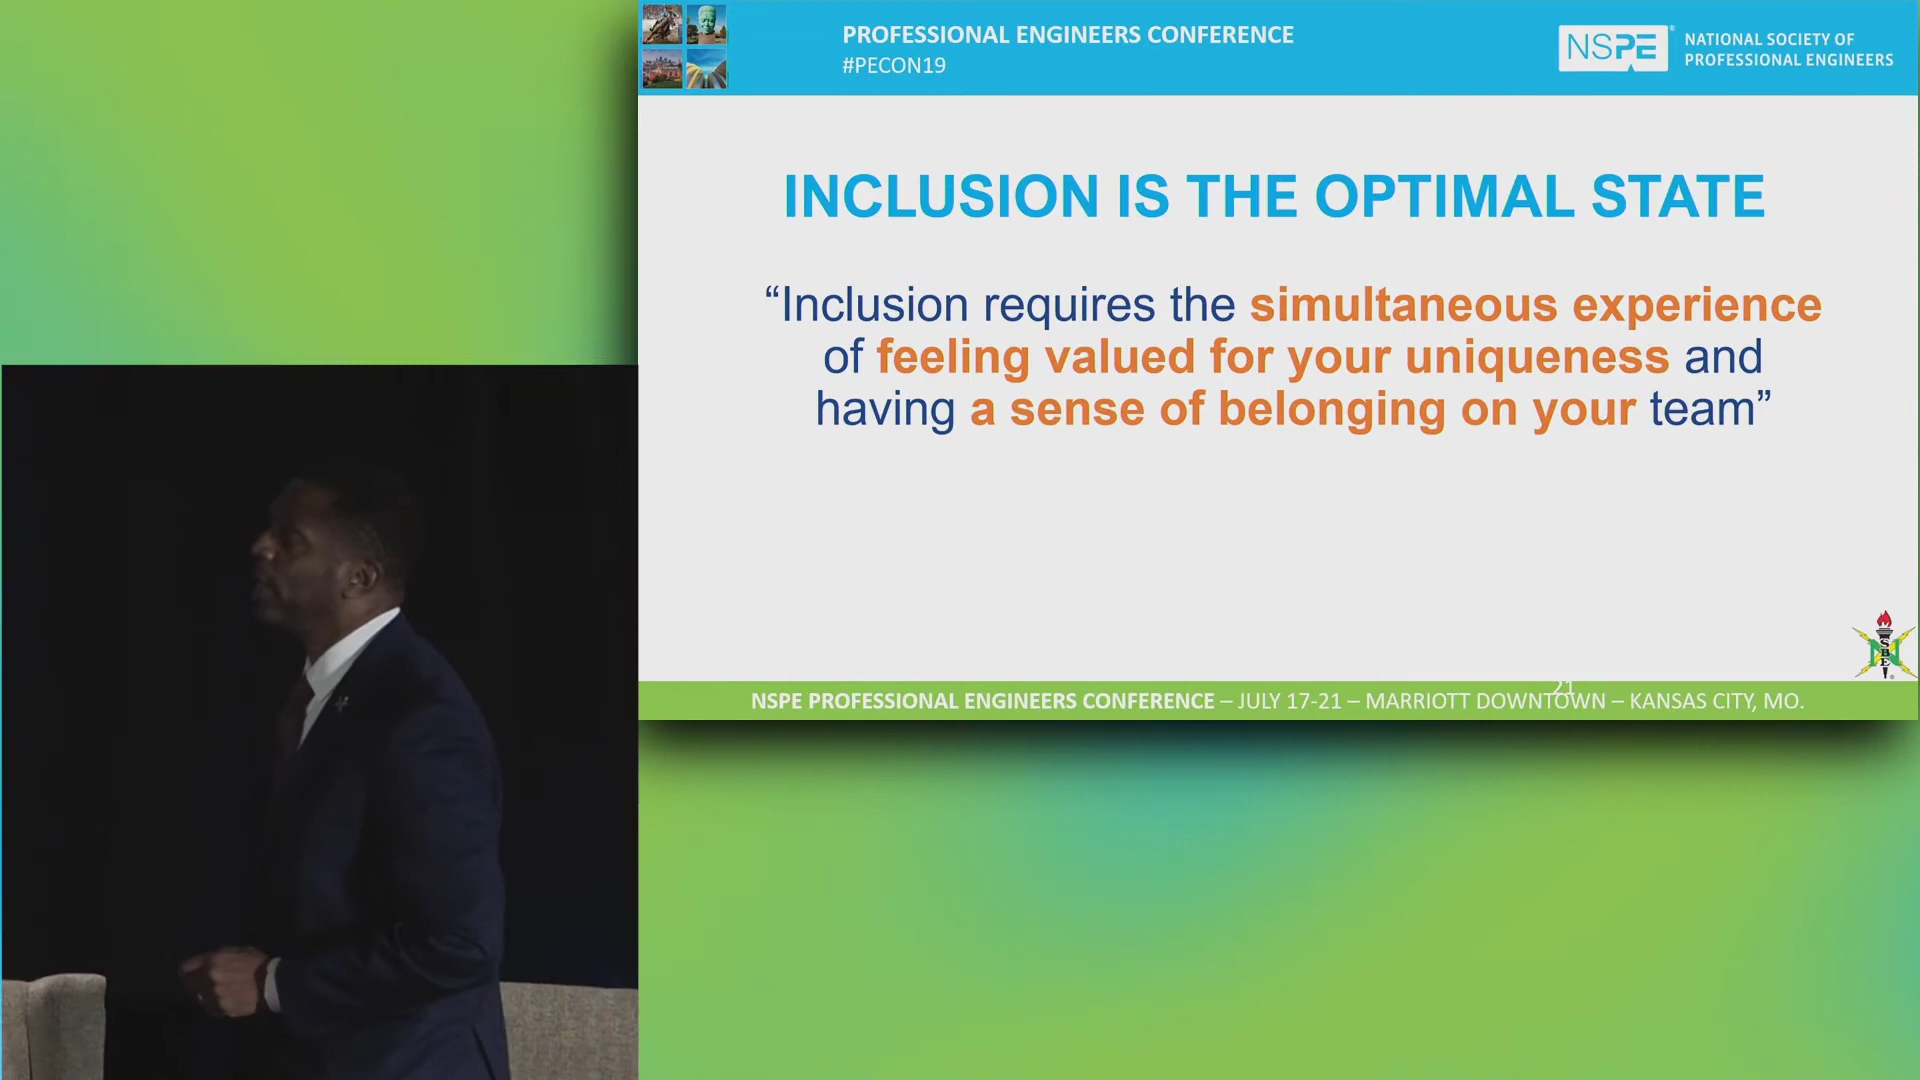 PROFESSIONAL ENGINEERS CONFERENCE
#PECON19
NSPE
NATIONAL SOCIETY OF
PROFESSIONAL ENGINEERS
INCLUSION IS THE OPTIMAL STATE
“Inclusion requires the simultaneous experience
of feeling valued for your uniqueness and
having a sense of belonging on your team”
NSBE
21
NSPE PROFESSIONAL ENGINEERS CONFERENCE – JULY 17-21 – MARRIOTT DOWNTOWN – KANSAS CITY, MO.